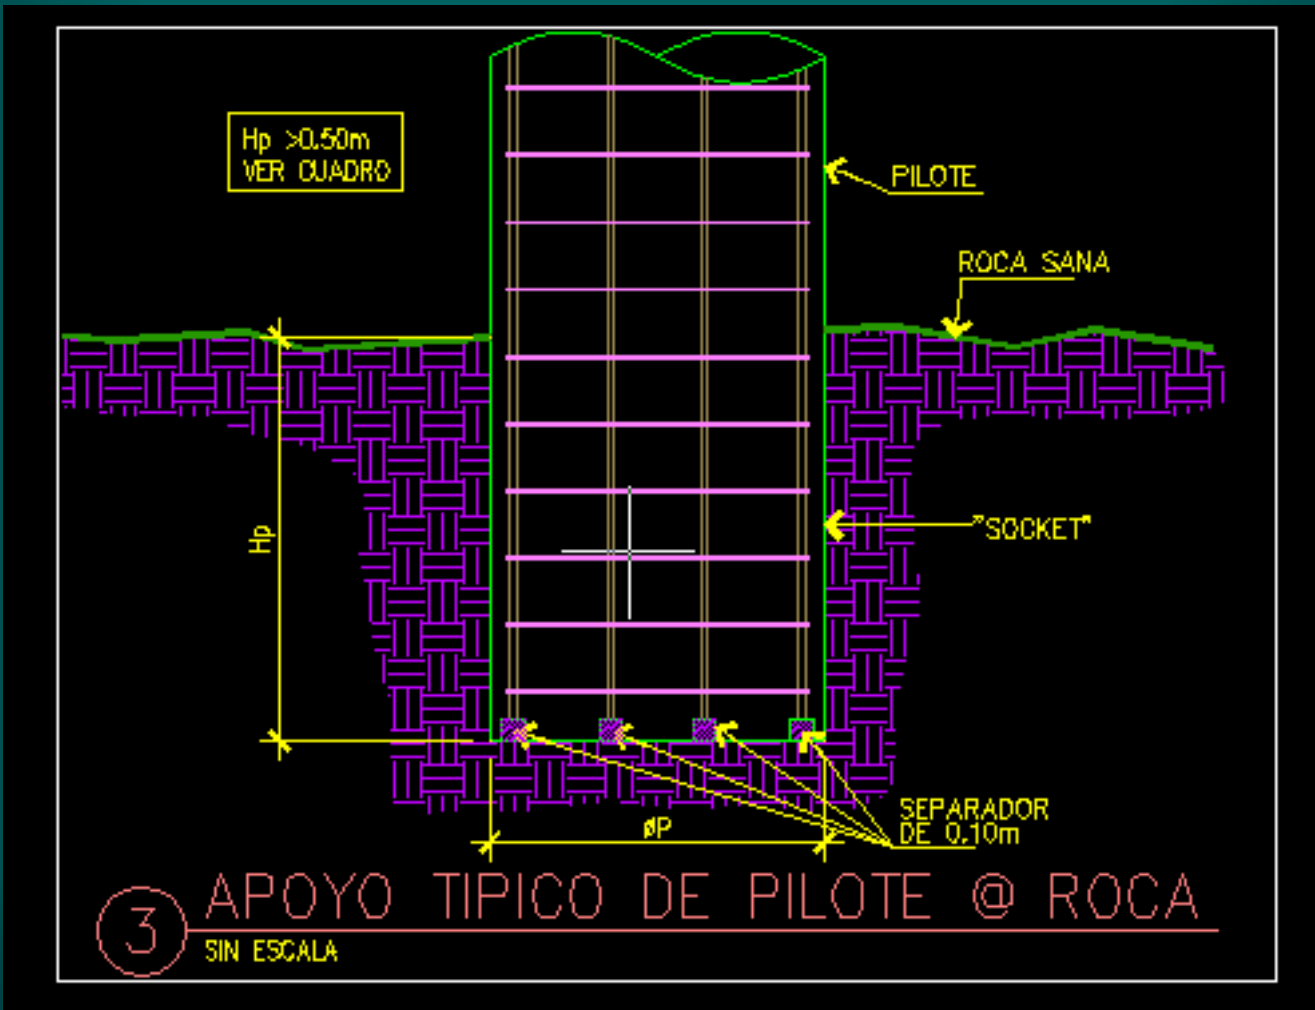 Hp >0.50m
VER CUADRO
PILOTE
ROCA SANA
Hp
"SOCKET"
SEPARADOR
DE 0.10m
øP
3
APOYO TIPICO DE PILOTE @ ROCA
SIN ESCALA